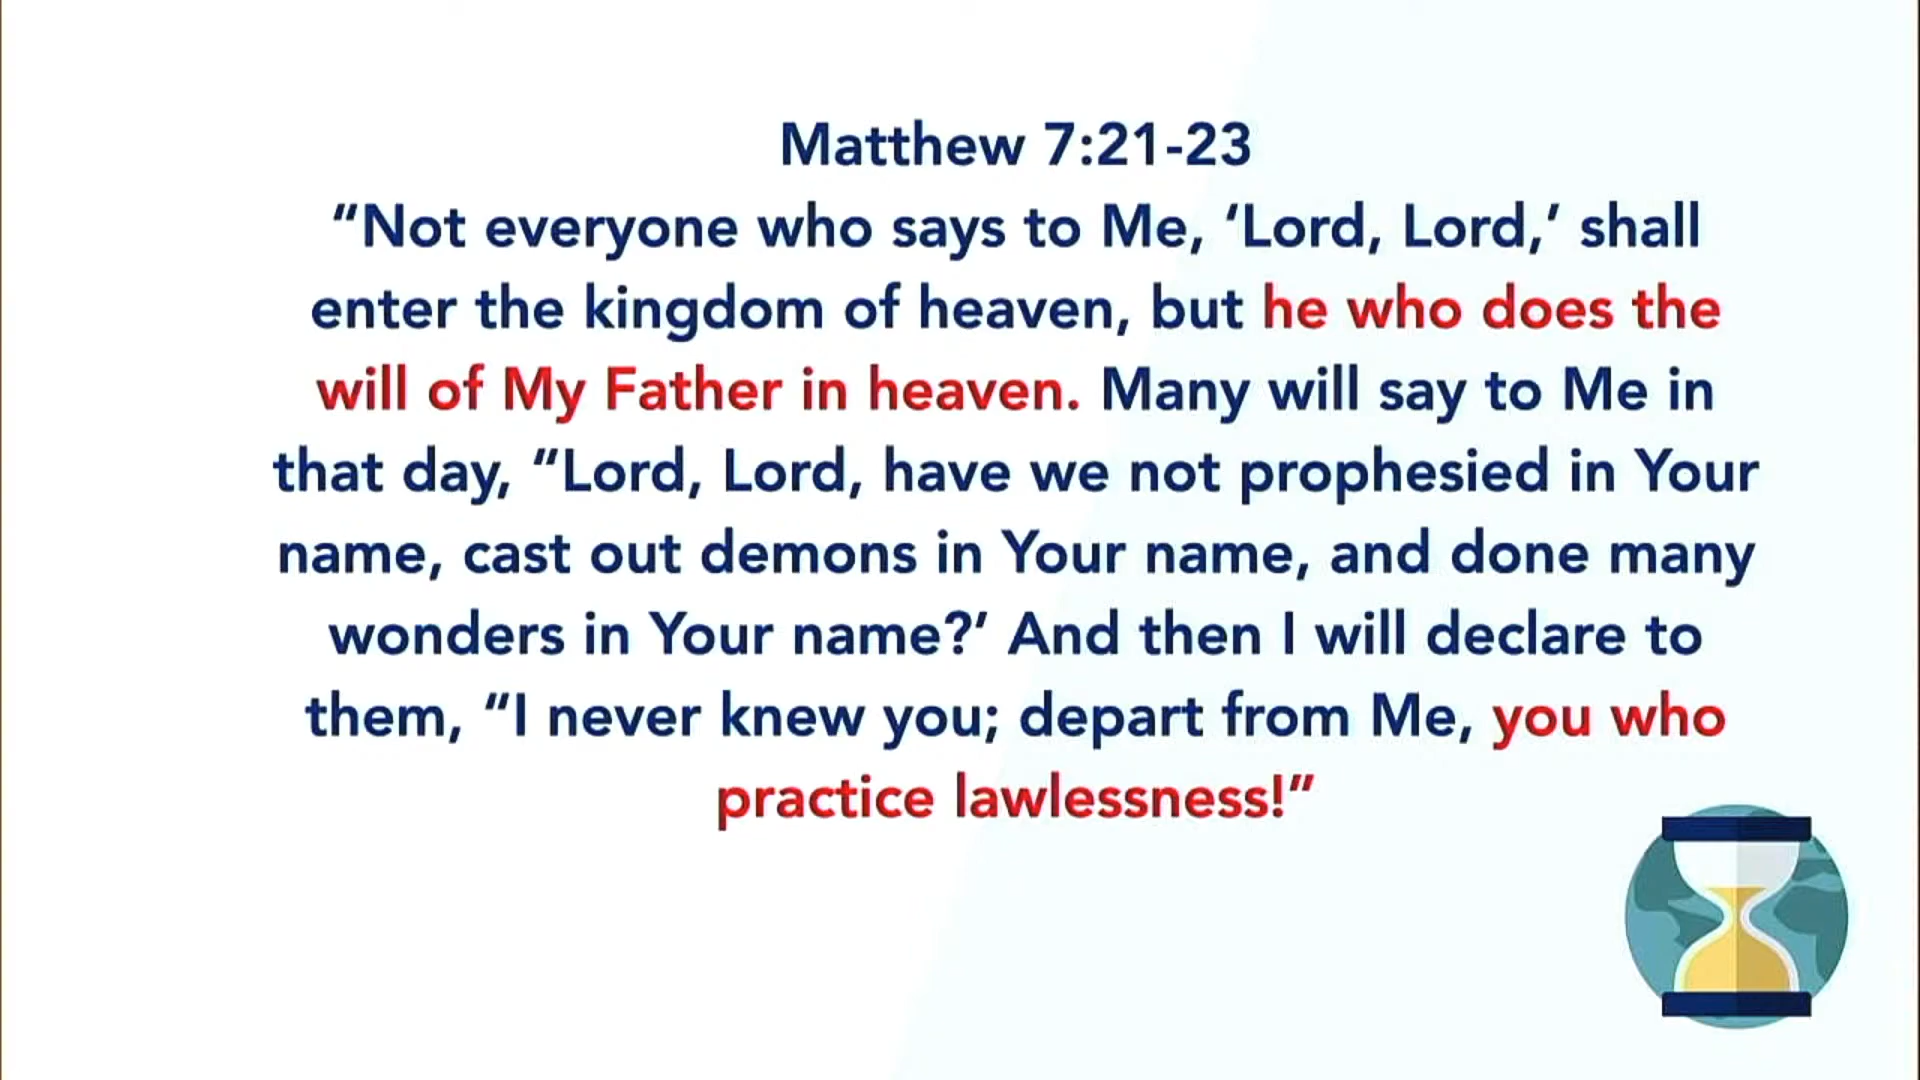 Matthew 7:21-23
“Not everyone who says to Me, ‘Lord, Lord,’ shall
enter the kingdom of heaven, but he who does the
will of My Father in heaven. Many will say to Me in
that day, “Lord, Lord, have we not prophesied in Your
name, cast out demons in Your name, and done many
wonders in Your name?’ And then I will declare to
them, “I never knew you; depart from Me, you who
practice lawlessness!”